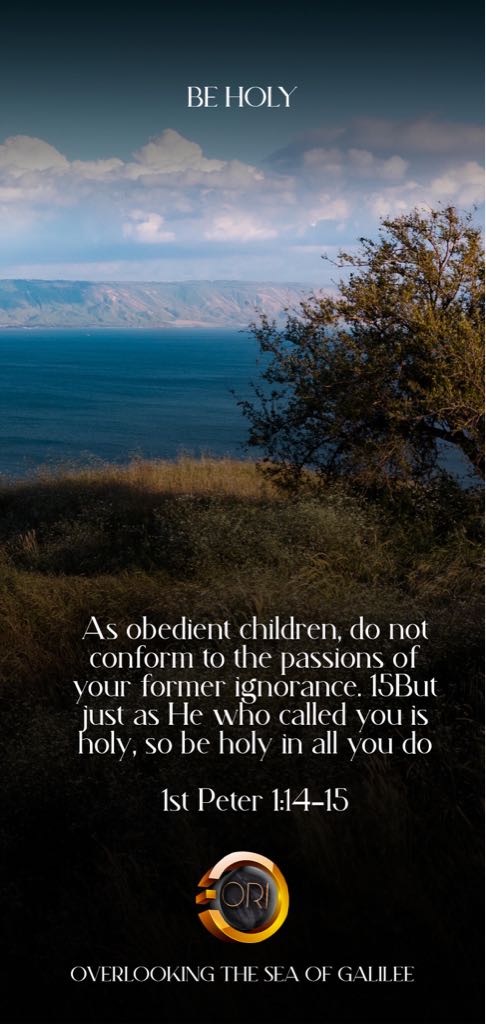 BE HOLY
As obedient children, do not
conform to the passions of
your former ignorance. 15But
just as He who called you is
holy, so be holy in all you do
1st Peter 1:14-15
ORI
OVERLOOKING THE SEA OF GALILEE